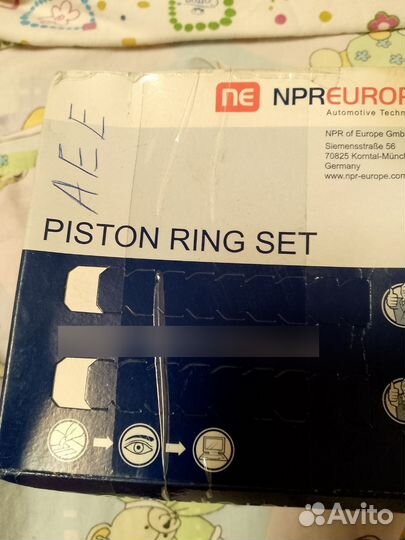 ne NPREUROP
Automotive Techn
NPR of Europe Gmb
Siemensstraße 56
70825 Korntal-Münch
Germany
www.npr-europe.com
AEE
PISTON RING SET
Avito